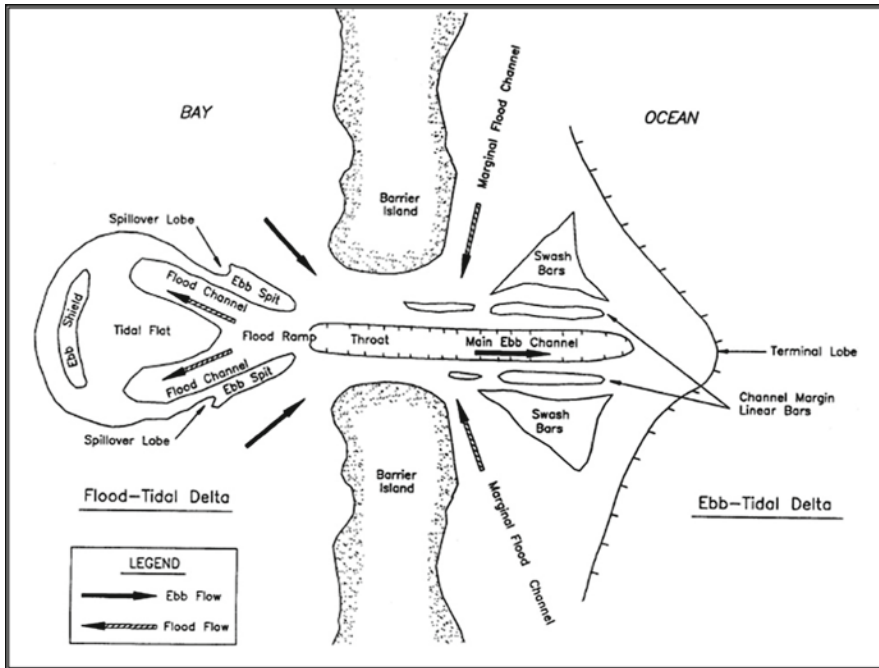 BAY
OCEAN
Marginal Flood Channel
Barrier
Island
Spillover Lobe
Swash
Bars
Flood Channel
Ebb Spit
Ebb Shield
Tidal Flat
Flood Ramp
Throat
Main Ebb Channel
Terminal Lobe
Flood Channel
Ebb Spit
Channel Margin
Linear Bars
Swash
Bars
Spillover Lobe
Barrier
Island
Marginal Flood Channel
Flood-Tidal Delta
Ebb-Tidal Delta
LEGEND
Ebb Flow
Flood Flow